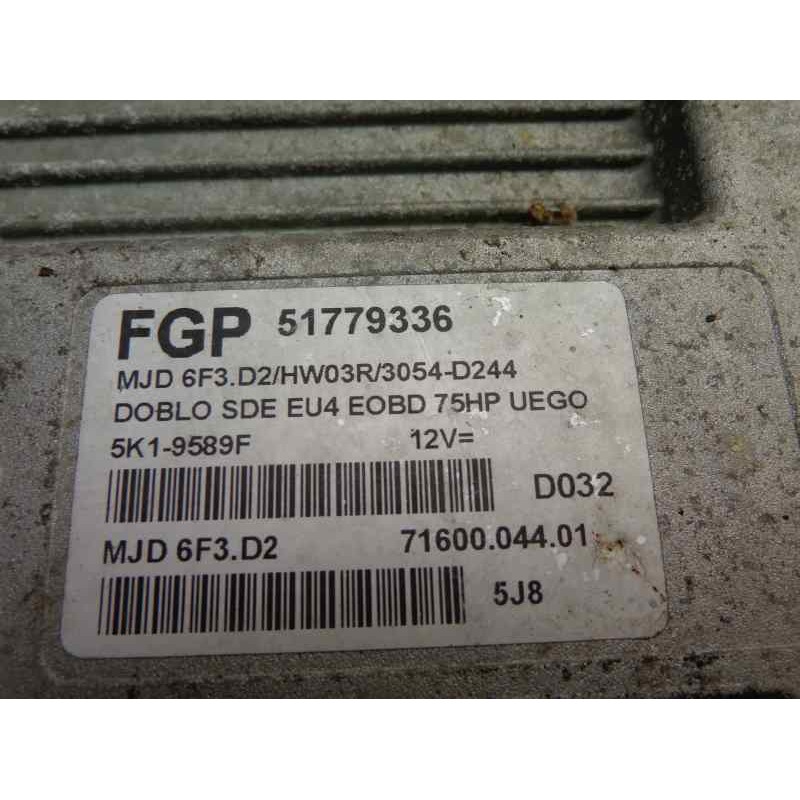 FGP 51779336
MJD 6F3.D2/HW03R/3054-D244
DOBLO SDE EU4 EOBD 75HP UEGO
5K1-9589F 12V=
D032
MJD 6F3.D2 71600.044.01
5J8